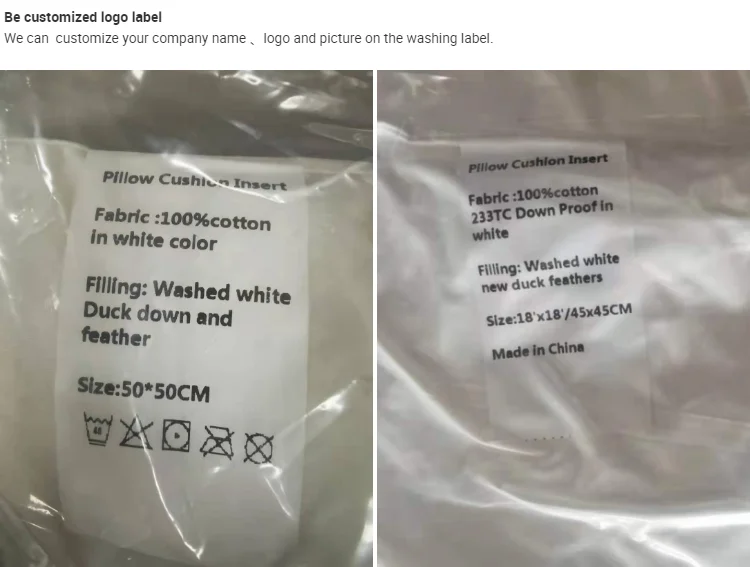 Be customized logo label
We can customize your company name 、 logo and picture on the washing label.
Pillow Cushion Insert
Fabric :100%cotton
in white color
Filling: Washed white
Duck down and
feather
Size:50*50CM
Pillow Cushion Insert
Fabric :100%cotton
233TC Down Proof in
white
Filling: Washed white
new duck feathers
Size:18'x18'/45x45CM
Made in China